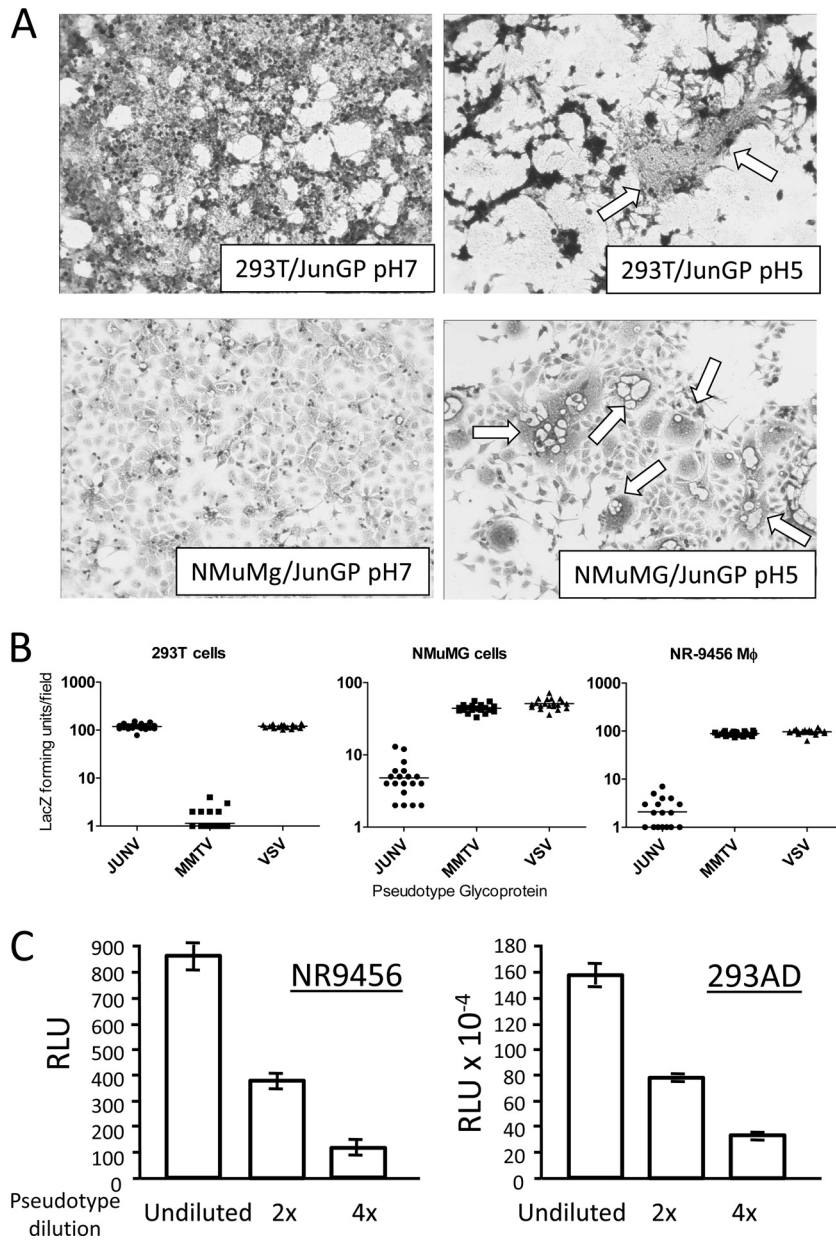 A
293T/JunGP pH7
293T/JunGP pH5
NMuMg/JunGP pH7
NMuMG/JunGP pH5
B
293T cells
NMuMG cells
NR-9456 Mϕ
LacZ forming units/field
1000
100
10
1
100
10
1
1000
100
10
1
JUNV
MMTV
VSV
JUNV
MMTV
VSV
JUNV
MMTV
VSV
Pseudotype Glycoprotein
C
RLU
900
800
700
600
500
400
300
200
100
0
NR9456
RLU x 10⁻⁴
180
160
140
120
100
80
60
40
20
0
293AD
Pseudotype
dilution
Undiluted 2x 4x
Undiluted 2x 4x